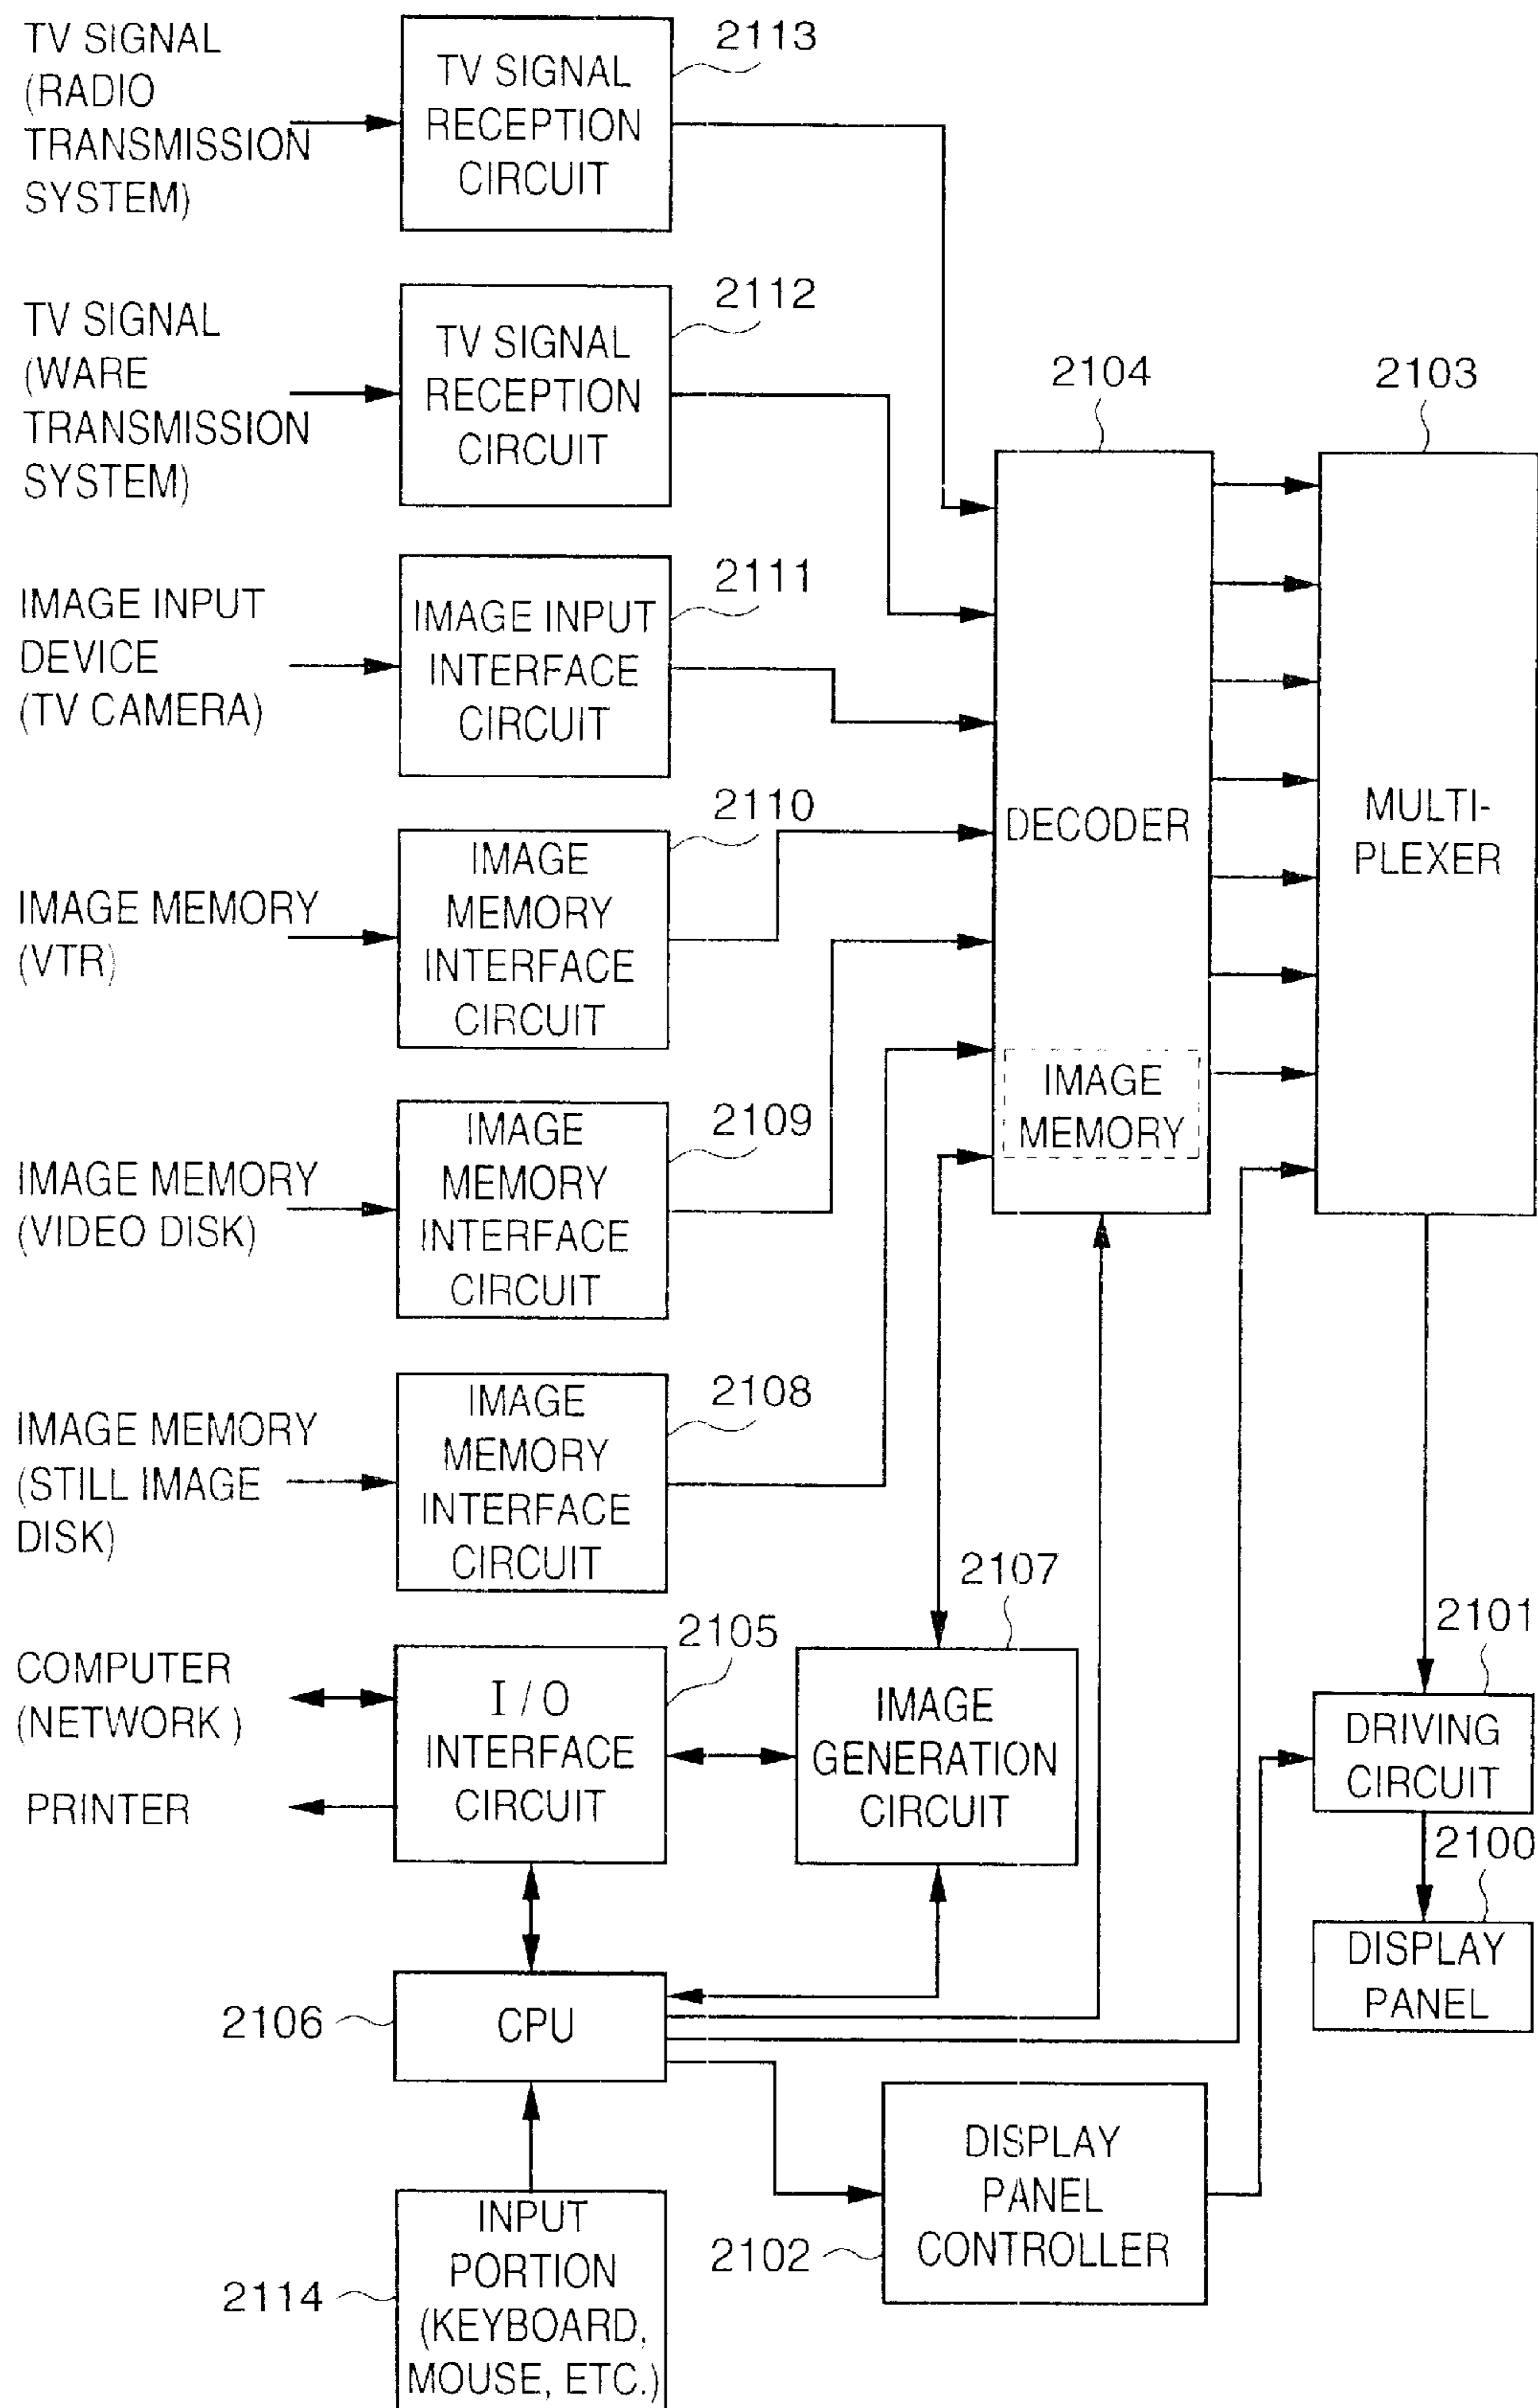 TV SIGNAL
(RADIO
TRANSMISSION
SYSTEM)
TV SIGNAL
RECEPTION
CIRCUIT
2113
TV SIGNAL
(WARE
TRANSMISSION
SYSTEM)
TV SIGNAL
RECEPTION
CIRCUIT
2112
IMAGE INPUT
DEVICE
(TV CAMERA)
IMAGE INPUT
INTERFACE
CIRCUIT
2111
IMAGE MEMORY
(VTR)
IMAGE
MEMORY
INTERFACE
CIRCUIT
2110
IMAGE MEMORY
(VIDEO DISK)
IMAGE
MEMORY
INTERFACE
CIRCUIT
2109
IMAGE MEMORY
(STILL IMAGE
DISK)
IMAGE
MEMORY
INTERFACE
CIRCUIT
2108
2104
DECODER
IMAGE
MEMORY
2103
MULTI-
PLEXER
COMPUTER
(NETWORK )
PRINTER
I/O
INTERFACE
CIRCUIT
2105
2107
IMAGE
GENERATION
CIRCUIT
2101
DRIVING
CIRCUIT
2100
DISPLAY
PANEL
2106
CPU
2102
DISPLAY
PANEL
CONTROLLER
2114
INPUT
PORTION
(KEYBOARD,
MOUSE, ETC.)